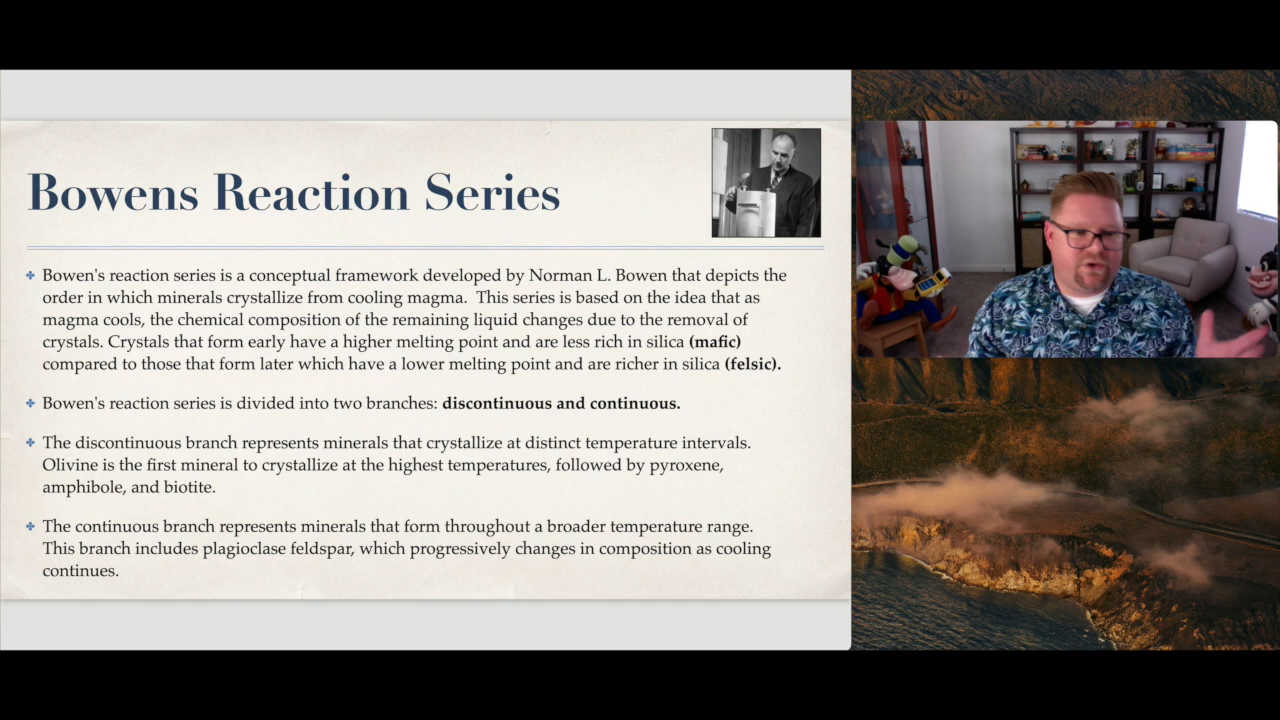 Bowens Reaction Series
Bowen's reaction series is a conceptual framework developed by Norman L. Bowen that depicts the
order in which minerals crystallize from cooling magma. This series is based on the idea that as
magma cools, the chemical composition of the remaining liquid changes due to the removal of
crystals. Crystals that form early have a higher melting point and are less rich in silica (mafic)
compared to those that form later which have a lower melting point and are richer in silica (felsic).
Bowen's reaction series is divided into two branches: discontinuous and continuous.
The discontinuous branch represents minerals that crystallize at distinct temperature intervals.
Olivine is the first mineral to crystallize at the highest temperatures, followed by pyroxene,
amphibole, and biotite.
The continuous branch represents minerals that form throughout a broader temperature range.
This branch includes plagioclase feldspar, which progressively changes in composition as cooling
continues.